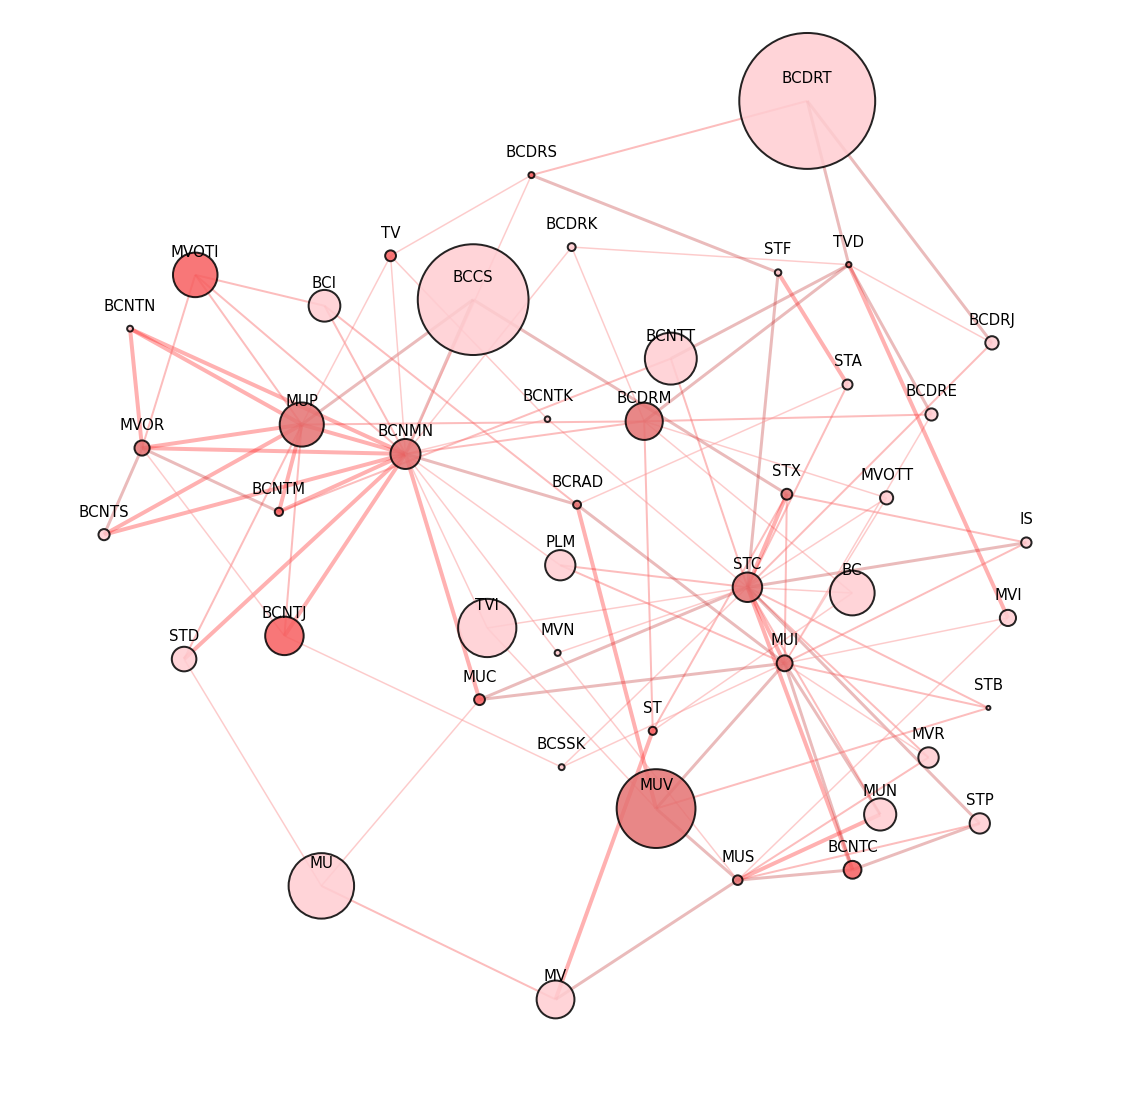 BCDRT
BCDRS
BCDRK
TV
STF
TVD
MVOTI
BCI
BCCS
BCNTN
BCDRJ
BCNTT
STA
BCDRE
BCNTK
BCDRM
MUP
MVOR
BCNMN
STX
MVOTT
BCRAD
BCNTM
BCNTS
IS
PLM
STC
BC
MVI
TVI
BCNTJ
MVN
STD
MUI
MUC
STB
ST
BCSSK
MVR
MUV
MUN
STP
BCNTC
MUS
MU
MV